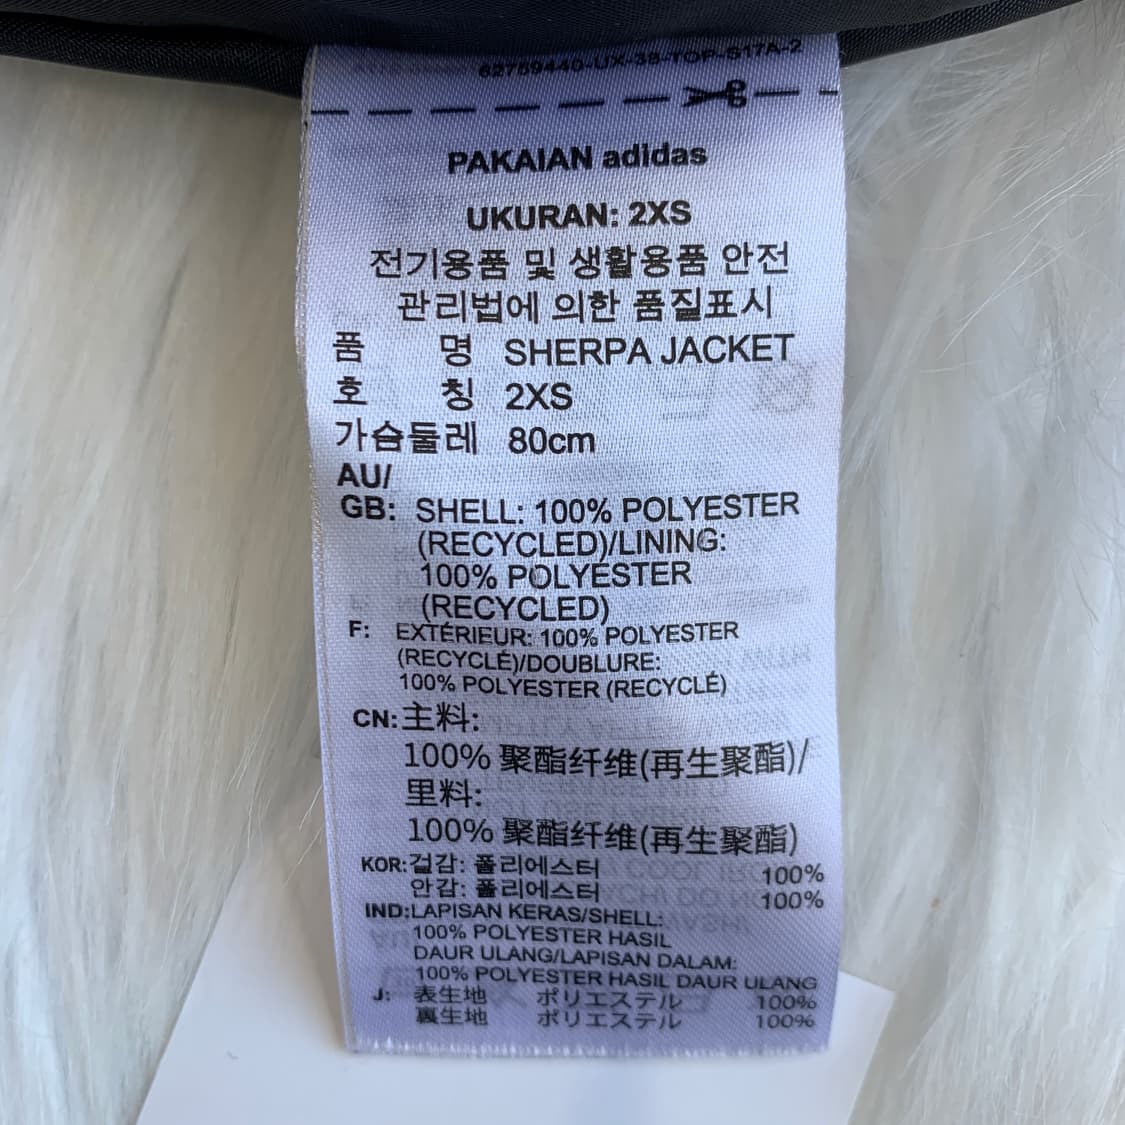 62759440-UX-38-TOP-S17A-2
PAKAIAN adidas
UKURAN: 2XS
전기용품 및 생활용품 안전
관리법에 의한 품질표시
품 명 SHERPA JACKET
호 칭 2XS
가슴둘레 80cm
AU/
GB: SHELL: 100% POLYESTER
(RECYCLED)/LINING:
100% POLYESTER
(RECYCLED)
F: EXTÉRIEUR: 100% POLYESTER
(RECYCLÉ)/DOUBLURE:
100% POLYESTER (RECYCLÉ)
CN: 主料:
100% 聚酯纤维(再生聚酯)/
里料:
100% 聚酯纤维(再生聚酯)
KOR: 겉감: 폴리에스터 100%
안감: 폴리에스터 100%
IND: LAPISAN KERAS/SHELL:
100% POLYESTER HASIL
DAUR ULANG/LAPISAN DALAM:
100% POLYESTER HASIL DAUR ULANG
J: 表生地 ポリエステル 100%
裏生地 ポリエステル 100%